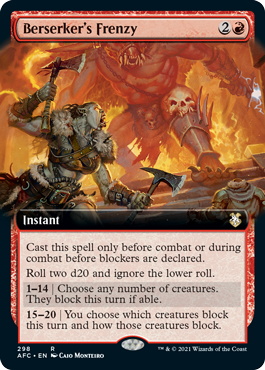 Berserker's Frenzy 2
Instant
Cast this spell only before combat or during
combat before blockers are declared.
Roll two d20 and ignore the lower roll.
1–14 | Choose any number of creatures.
They block this turn if able.
15–20 | You choose which creatures block
this turn and how those creatures block.
298 R
AFC • EN CAIO MONTEIRO
™ & © 2021 Wizards of the Coast